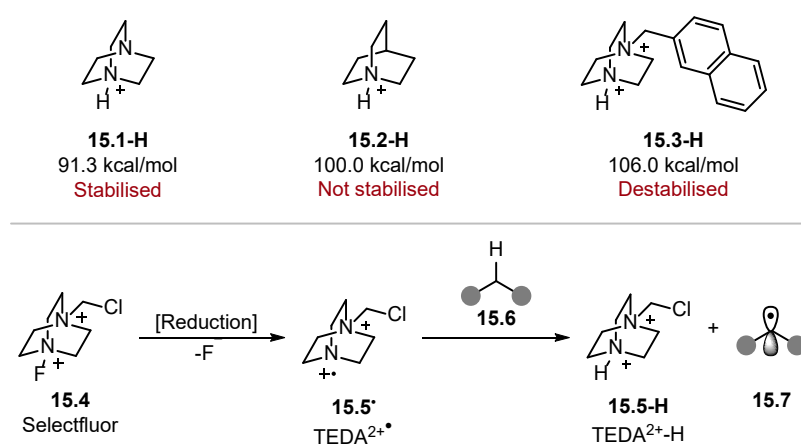 N
N
H +
N
H +
N
+
N
H +
15.1-H
15.2-H
15.3-H
91.3 kcal/mol
100.0 kcal/mol
106.0 kcal/mol
Stabilised
Not stabilised
Destabilised
N
+
Cl
N
F +
15.4
Selectfluor
[Reduction]
-F
N
+
Cl
N
+•
15.5•
TEDA²⁺•
H
15.6
N
+
Cl
N
H +
15.5-H
TEDA²⁺-H
+
•
15.7